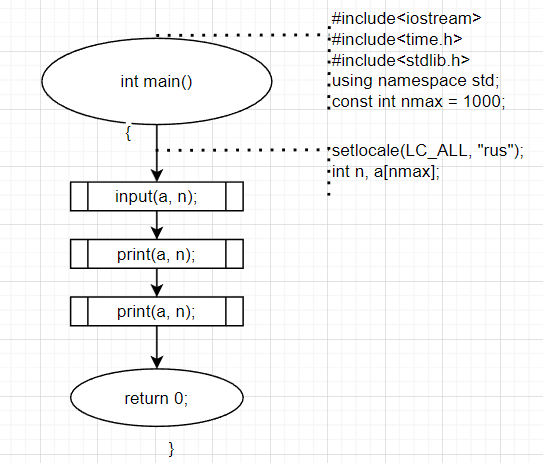 #include<iostream>
#include<time.h>
#include<stdlib.h>
using namespace std;
const int nmax = 1000;
int main()
{
setlocale(LC_ALL, "rus");
int n, a[nmax];
input(a, n);
print(a, n);
print(a, n);
return 0;
}